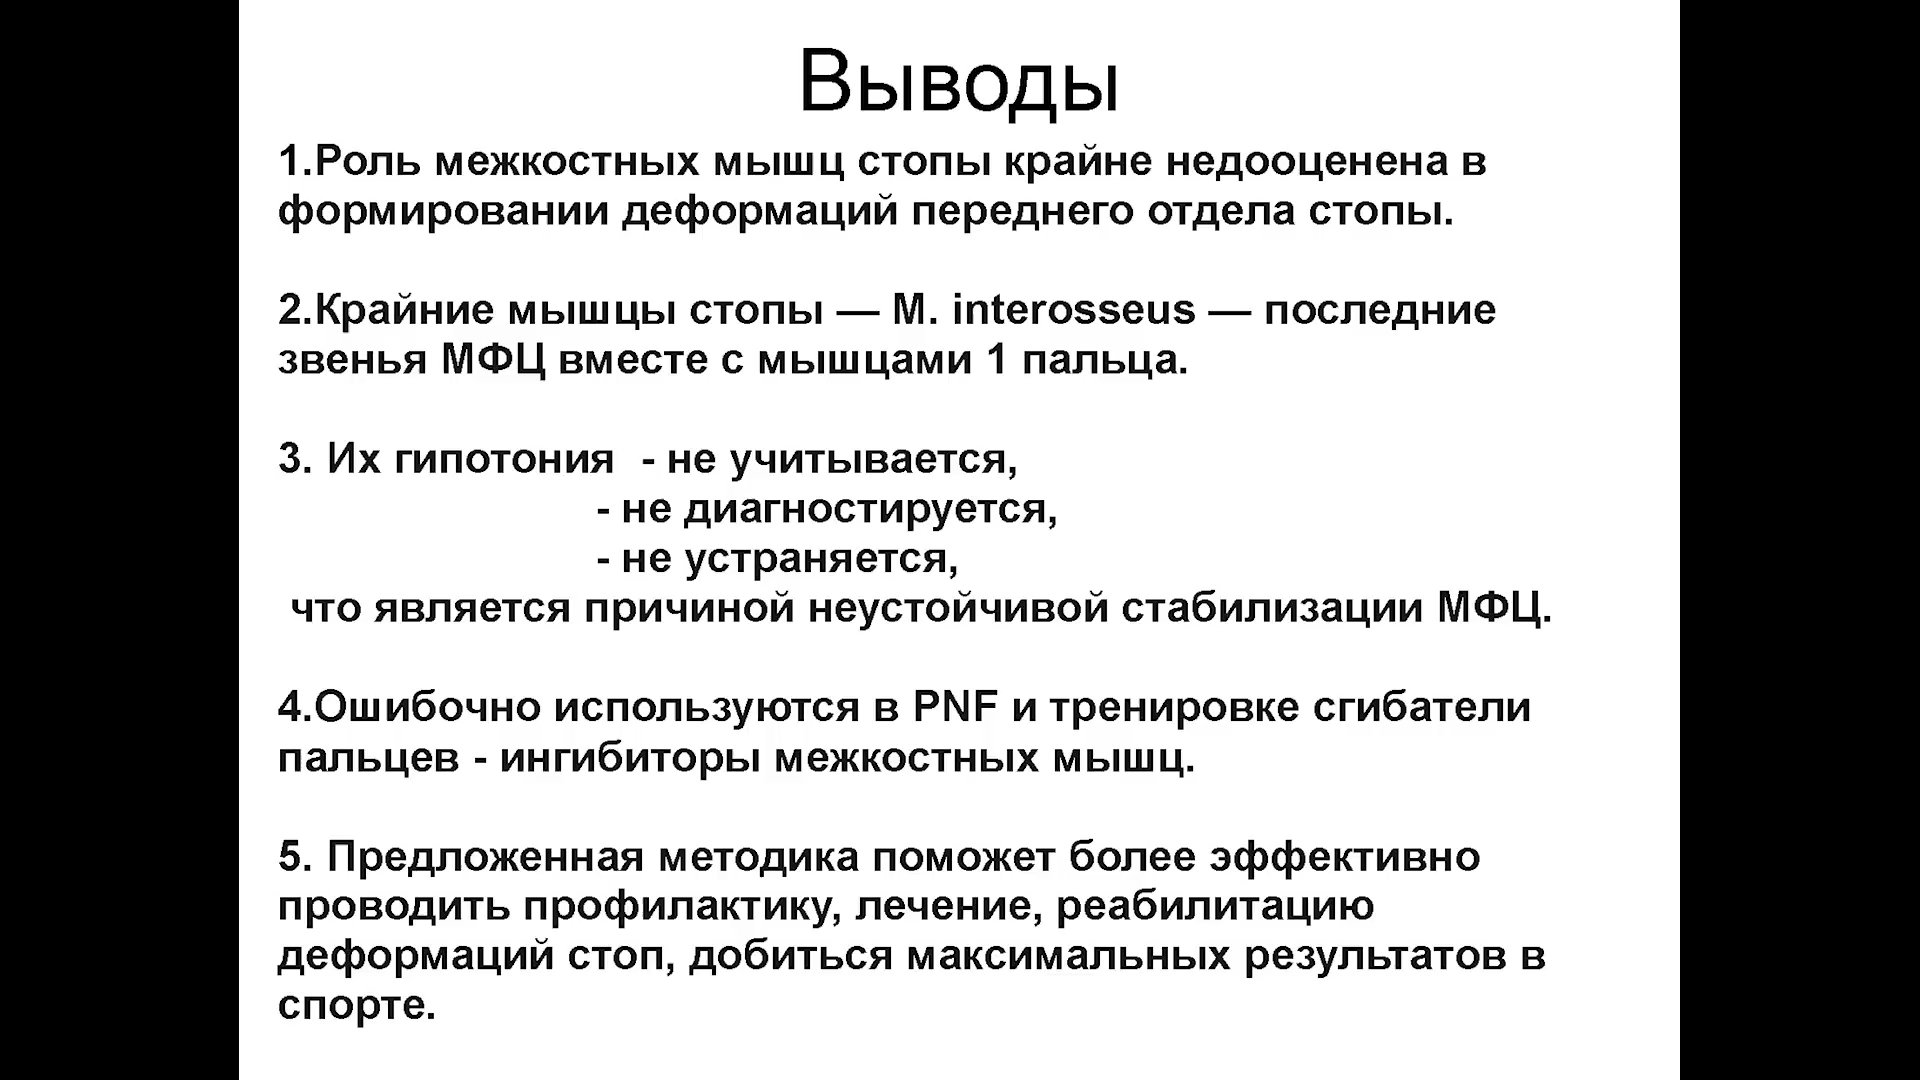 Выводы
1.Роль межкостных мышц стопы крайне недооценена в
формировании деформаций переднего отдела стопы.
2.Крайние мышцы стопы — M. interosseus — последние
звенья МФЦ вместе с мышцами 1 пальца.
3. Их гипотония - не учитывается,
- не диагностируется,
- не устраняется,
что является причиной неустойчивой стабилизации МФЦ.
4.Ошибочно используются в PNF и тренировке сгибатели
пальцев - ингибиторы межкостных мышц.
5. Предложенная методика поможет более эффективно
проводить профилактику, лечение, реабилитацию
деформаций стоп, добиться максимальных результатов в
спорте.